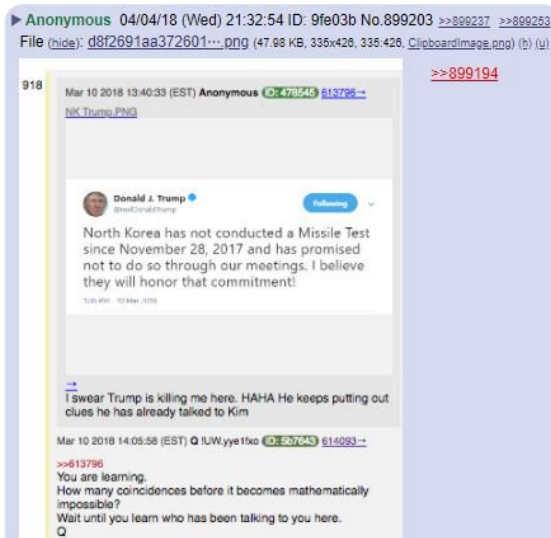 ▶ Anonymous 04/04/18 (Wed) 21:32:54 ID: 9fe03b No.899203 >>899237 >>899253
File (hide): d8f2691aa372601⋯.png (47.98 KB, 335x426, 335:426, ClipboardImage.png) (h) (u)
>>899194
918
Mar 10 2018 13:40:33 (EST) Anonymous ID: 478545 613796→
NK Trump.PNG
Donald J. Trump
@realDonaldTrump
Following
North Korea has not conducted a Missile Test
since November 28, 2017 and has promised
not to do so through our meetings. I believe
they will honor that commitment!
10 Mar 2018
→
I swear Trump is killing me here. HAHA He keeps putting out
clues he has already talked to Kim
Mar 10 2018 14:05:58 (EST) Q !UW.yye1fxo ID: 5b7643 614093→
>>613796
You are learning.
How many coincidences before it becomes mathematically
impossible?
Wait until you learn who has been talking to you here.
Q